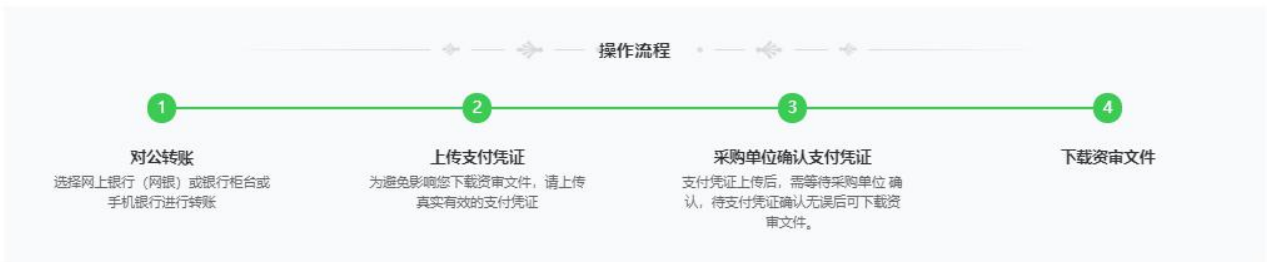 操作流程
1
2
3
4
对公转账
上传支付凭证
采购单位确认支付凭证
下载资审文件
选择网上银行（网银）或银行柜台或
手机银行进行转账
为避免影响您下载资审文件，请上传
真实有效的支付凭证
支付凭证上传后，需等待采购单位 确
认，待支付凭证确认无误后可下载资
审文件。